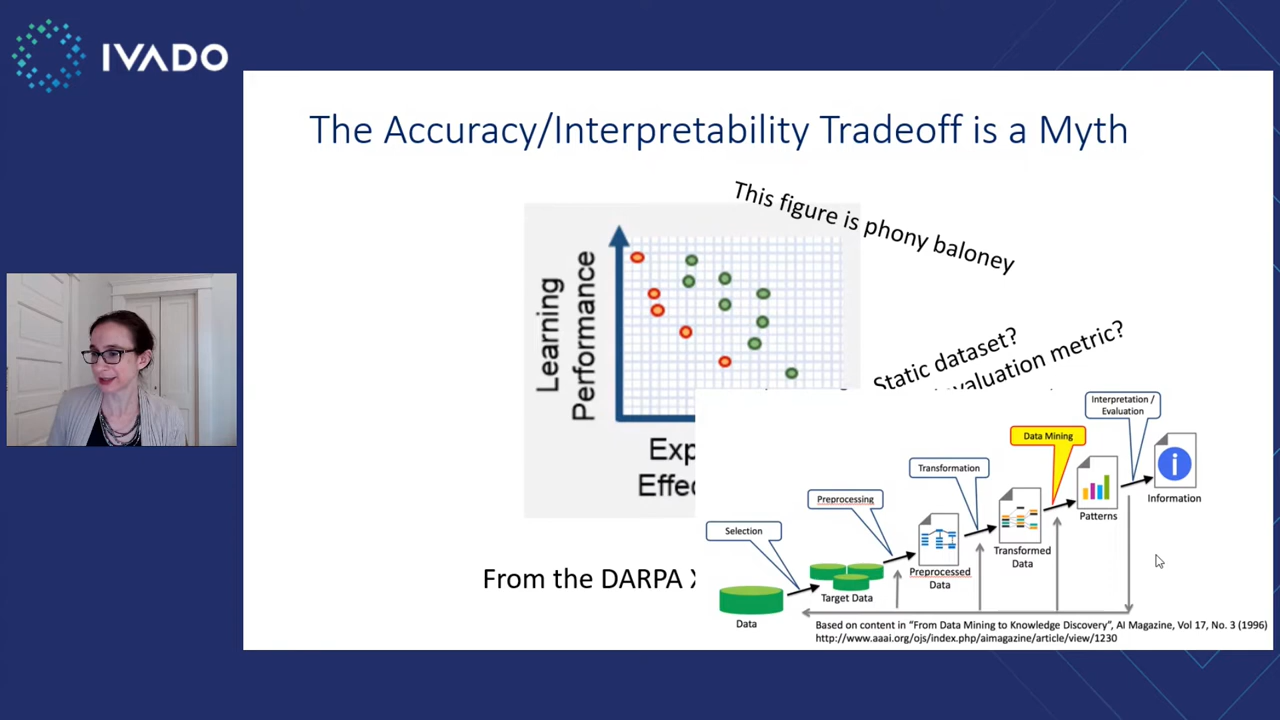 IVADO
The Accuracy/Interpretability Tradeoff is a Myth
This figure is phony baloney
Learning
Performance
Static dataset?
valuation metric?
From the DARPA
Interpretation /
Evaluation
Data Mining
Transformation
Preprocessing
Selection
Information
Patterns
Transformed
Data
Preprocessed
Data
Target Data
Data
Based on content in "From Data Mining to Knowledge Discovery", AI Magazine, Vol 17, No. 3 (1996)
http://www.aaai.org/ojs/index.php/aimagazine/article/view/1230